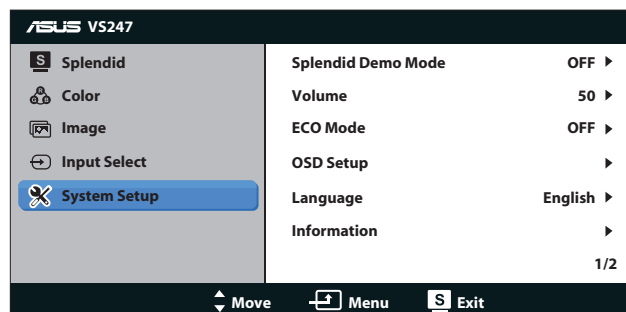 ASUS VS247
S Splendid
Color
Image
Input Select
System Setup
Splendid Demo Mode OFF
Volume 50
ECO Mode OFF
OSD Setup
Language English
Information
1/2
Move Menu S Exit